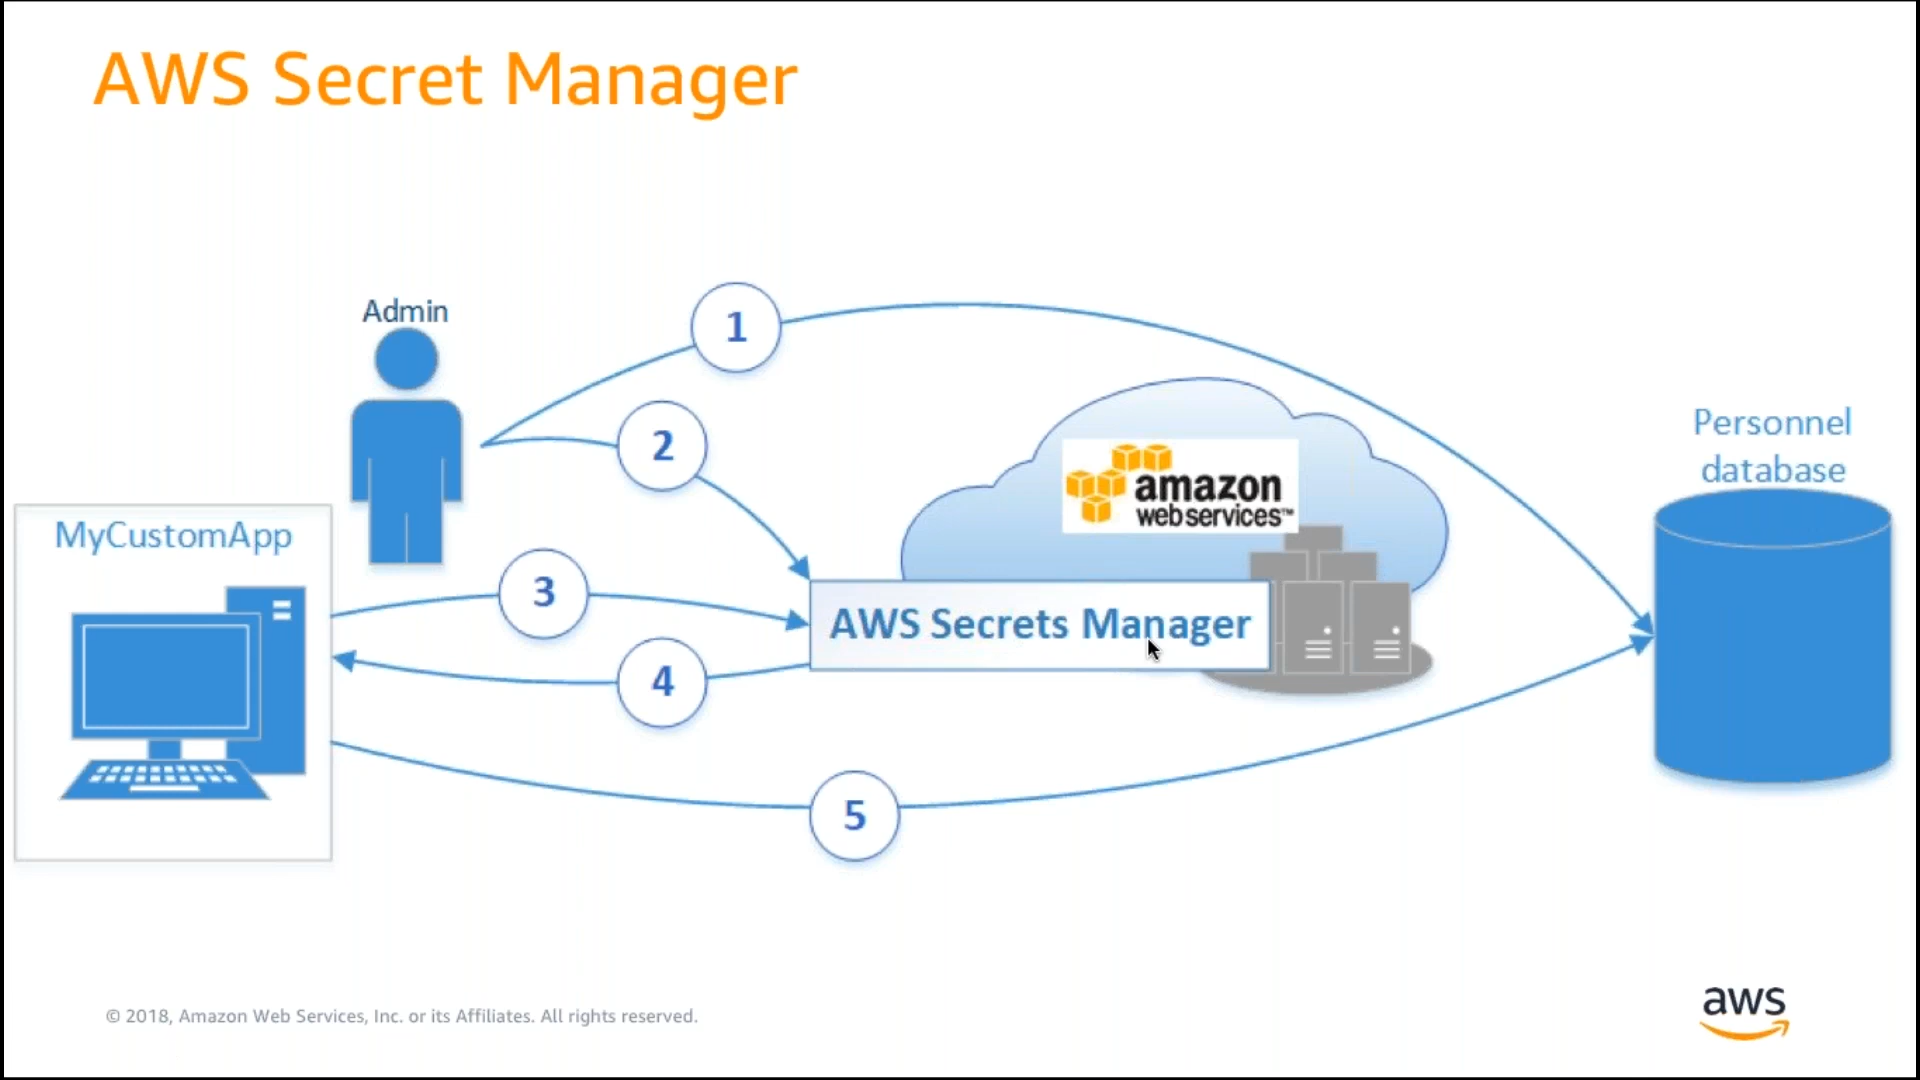 AWS Secret Manager
Admin
1
2
amazon
webservices™
Personnel
database
MyCustomApp
3
AWS Secrets Manager
4
5
© 2018, Amazon Web Services, Inc. or its Affiliates. All rights reserved.
aws